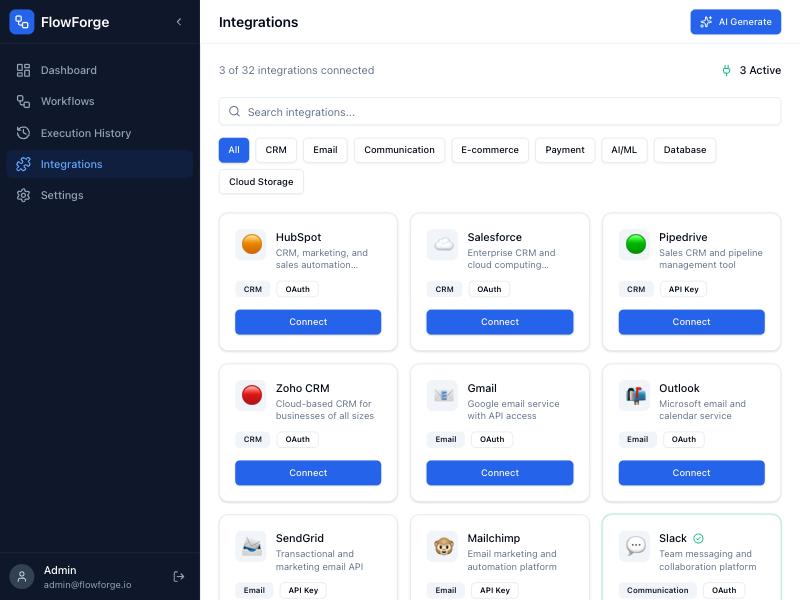 FlowForge
Dashboard
Workflows
Execution History
Integrations
Settings
Admin
admin@flowforge.io
Integrations
AI Generate
3 of 32 integrations connected
3 Active
Search integrations...
All
CRM
Email
Communication
E-commerce
Payment
AI/ML
Database
Cloud Storage
HubSpot
CRM, marketing, and
sales automation...
CRM
OAuth
Connect
Salesforce
Enterprise CRM and
cloud computing...
CRM
OAuth
Connect
Pipedrive
Sales CRM and pipeline
management tool
CRM
API Key
Connect
Zoho CRM
Cloud-based CRM for
businesses of all sizes
CRM
OAuth
Connect
Gmail
Google email service
with API access
Email
OAuth
Connect
Outlook
Microsoft email and
calendar service
Email
OAuth
Connect
SendGrid
Transactional and
marketing email API
Email
API Key
Mailchimp
Email marketing and
automation platform
Email
API Key
Slack
Team messaging and
collaboration platform
Communication
OAuth